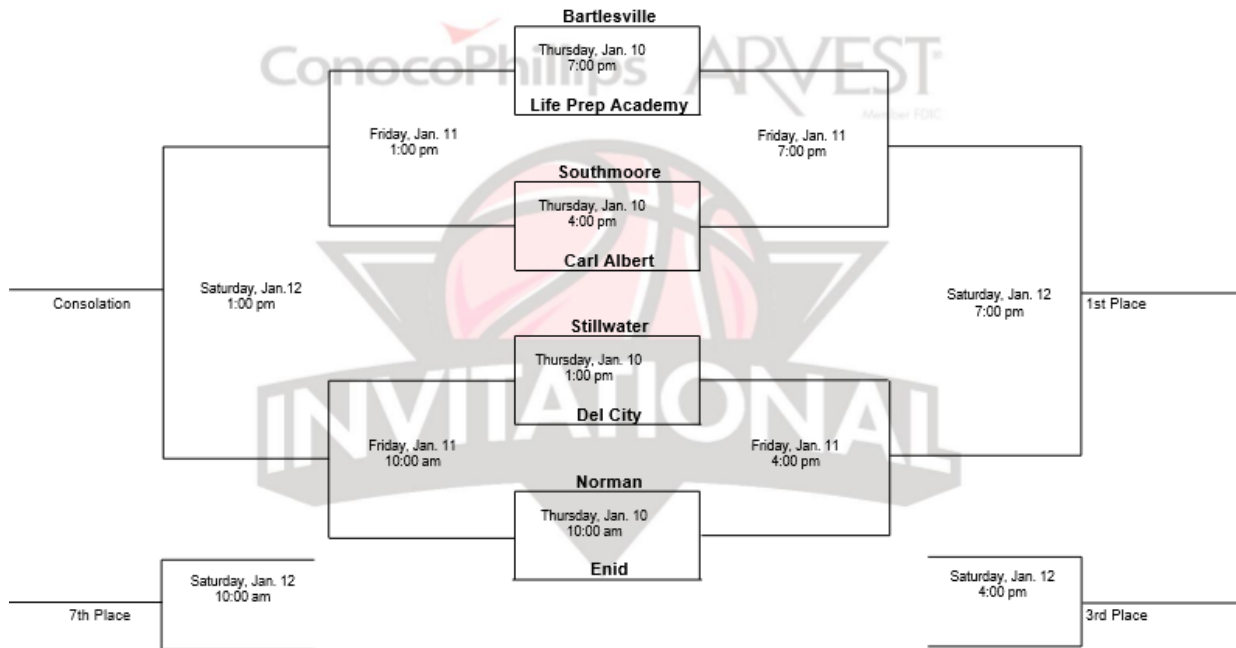 Bartlesville
ConocoPhillips ARVEST®
Member FDIC
Thursday, Jan. 10
7:00 pm
Life Prep Academy
Friday, Jan. 11
1:00 pm
Friday, Jan. 11
7:00 pm
Southmoore
Thursday, Jan. 10
4:00 pm
Carl Albert
Saturday, Jan.12
1:00 pm
Consolation
Saturday, Jan. 12
7:00 pm
1st Place
Stillwater
Thursday, Jan. 10
1:00 pm
Del City
INVITATIONAL
Friday, Jan. 11
10:00 am
Friday, Jan. 11
4:00 pm
Norman
Thursday, Jan. 10
10:00 am
Enid
Saturday, Jan. 12
10:00 am
7th Place
Saturday, Jan. 12
4:00 pm
3rd Place